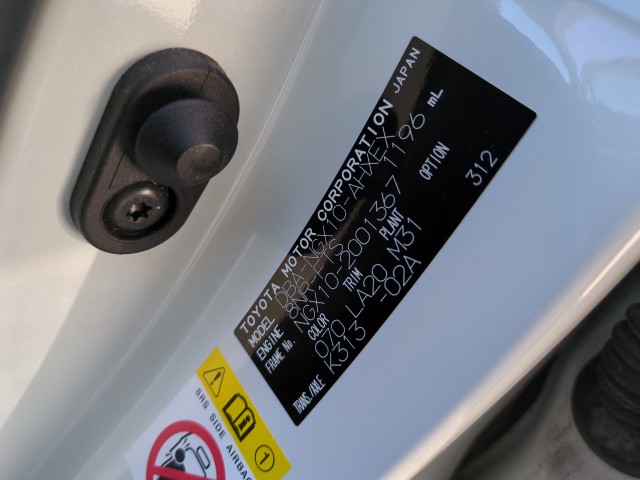 TOYOTA MOTOR CORPORATION JAPAN
MODEL DBA-NGX10-AHXEX
ENGINE 8NR-FTS 1196 mL
FRAME No. NGX10-2001367
COLOR TRIM PLANT OPTION
070 LA20 M31 312
TRANS./AXLE K313 -02A
SRS SIDE AIRBAG
1